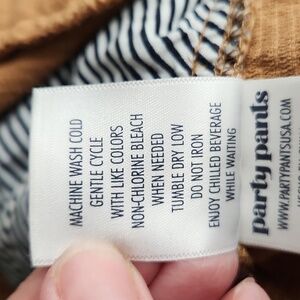 MACHINE WASH COLD
GENTLE CYCLE
WITH LIKE COLORS
NON-CHLORINE BLEACH
WHEN NEEDED
TUMBLE DRY LOW
DO NOT IRON
ENJOY CHILLED BEVERAGE
WHILE WAITING
party pants
WWW.PARTYPANTSUSA.COM